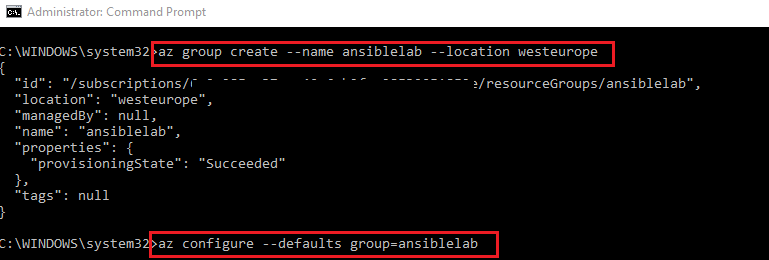 Administrator: Command Prompt
C:\WINDOWS\system32>az group create --name ansiblelab --location westeurope
{
"id": "/subscriptions/ e/resourceGroups/ansiblelab",
"location": "westeurope",
"managedBy": null,
"name": "ansiblelab",
"properties": {
"provisioningState": "Succeeded"
},
"tags": null
}
C:\WINDOWS\system32>az configure --defaults group=ansiblelab